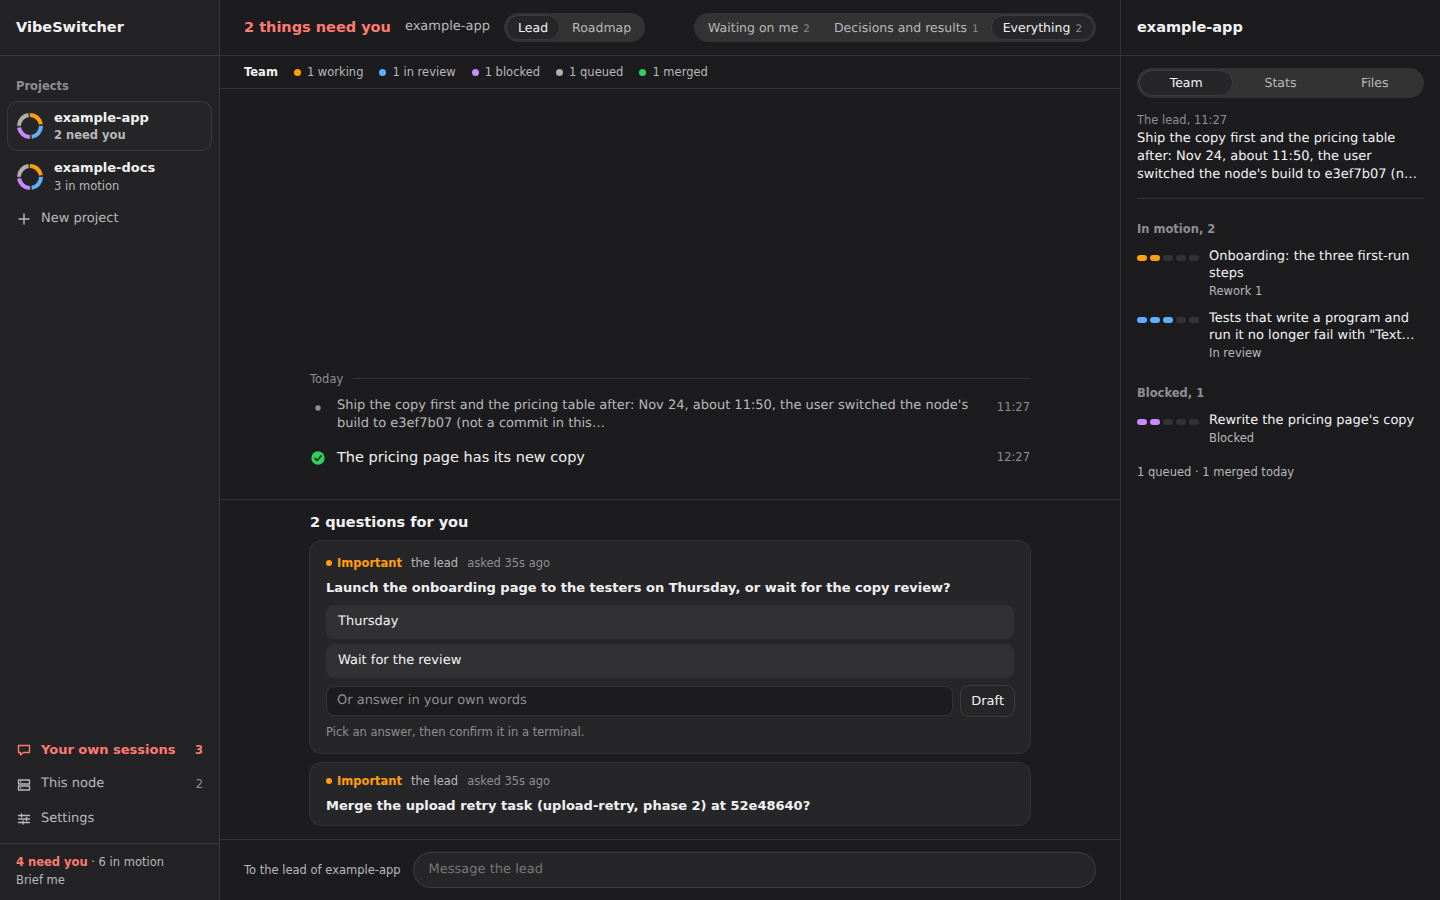 VibeSwitcher
Projects
example-app
2 need you
example-docs
3 in motion
New project
Your own sessions 3
This node 2
Settings
4 need you · 6 in motion
Brief me
2 things need you example-app Lead Roadmap Waiting on me 2 Decisions and results 1 Everything 2
Team 1 working 1 in review 1 blocked 1 queued 1 merged
Today
Ship the copy first and the pricing table after: Nov 24, about 11:50, the user switched the node's 11:27
build to e3ef7b07 (not a commit in this…
The pricing page has its new copy 12:27
2 questions for you
Important the lead asked 35s ago
Launch the onboarding page to the testers on Thursday, or wait for the copy review?
Thursday
Wait for the review
Or answer in your own words Draft
Pick an answer, then confirm it in a terminal.
Important the lead asked 35s ago
Merge the upload retry task (upload-retry, phase 2) at 52e48640?
To the lead of example-app Message the lead
example-app
Team Stats Files
The lead, 11:27
Ship the copy first and the pricing table
after: Nov 24, about 11:50, the user
switched the node's build to e3ef7b07 (n…
In motion, 2
Onboarding: the three first-run
steps
Rework 1
Tests that write a program and
run it no longer fail with "Text…
In review
Blocked, 1
Rewrite the pricing page's copy
Blocked
1 queued · 1 merged today